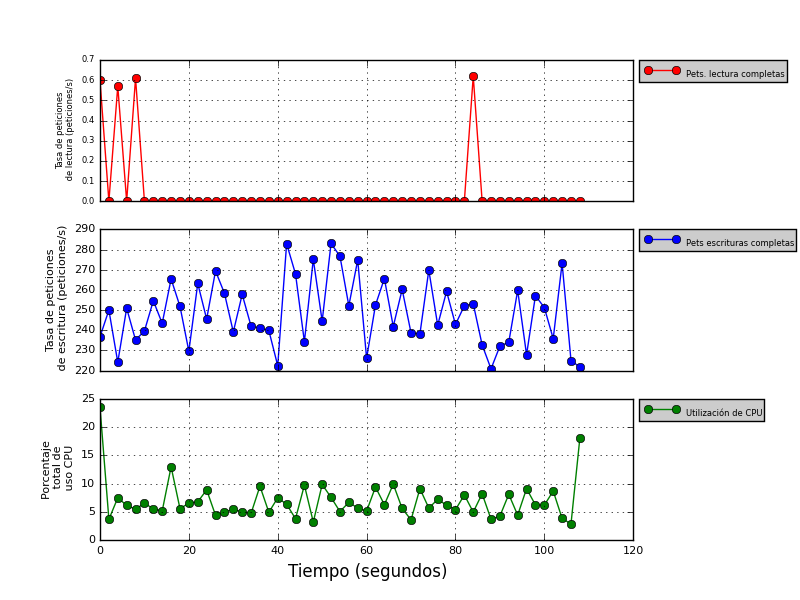 0.7
0.6
0.5
0.4
0.3
0.2
0.1
0.0
Tasa de peticiones
de lectura (peticiones/s)
Pets. lectura completas
290
280
270
260
250
240
230
220
Tasa de peticiones
de escritura (peticiones/s)
Pets escrituras completas
25
20
15
10
5
0
Porcentaje
total de
uso CPU
Utilización de CPU
0 20 40 60 80 100 120
Tiempo (segundos)